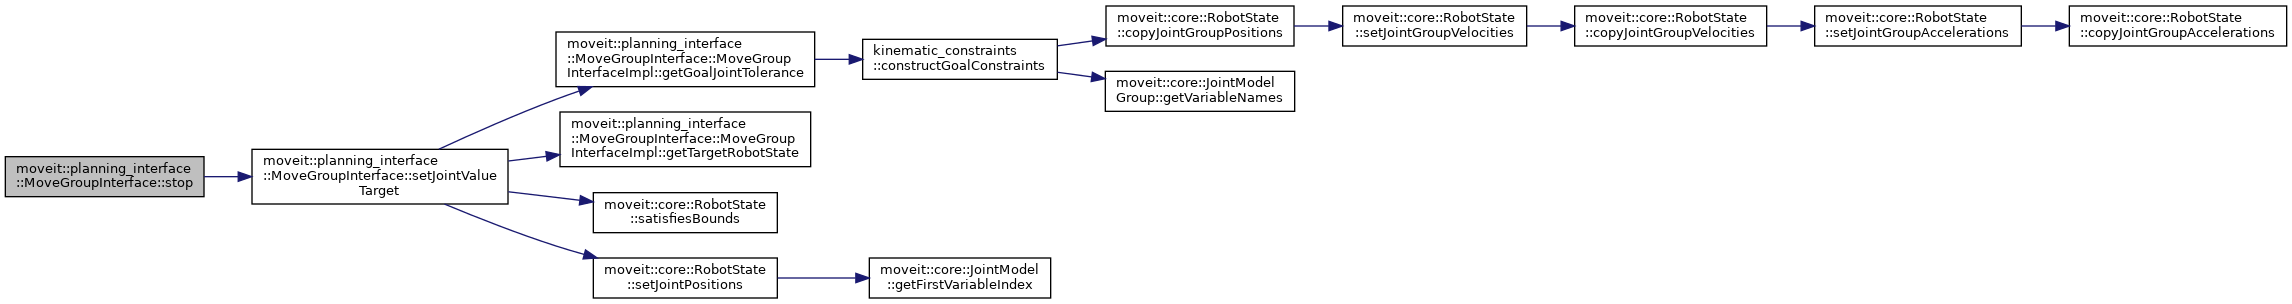 moveit::planning_interface
::MoveGroupInterface::stop
moveit::planning_interface
::MoveGroupInterface::setJointValue
Target
moveit::planning_interface
::MoveGroupInterface::MoveGroup
InterfaceImpl::getGoalJointTolerance
moveit::planning_interface
::MoveGroupInterface::MoveGroup
InterfaceImpl::getTargetRobotState
moveit::core::RobotState
::satisfiesBounds
moveit::core::RobotState
::setJointPositions
kinematic_constraints
::constructGoalConstraints
moveit::core::JointModel
::getFirstVariableIndex
moveit::core::RobotState
::copyJointGroupPositions
moveit::core::JointModel
Group::getVariableNames
moveit::core::RobotState
::setJointGroupVelocities
moveit::core::RobotState
::copyJointGroupVelocities
moveit::core::RobotState
::setJointGroupAccelerations
moveit::core::RobotState
::copyJointGroupAccelerations